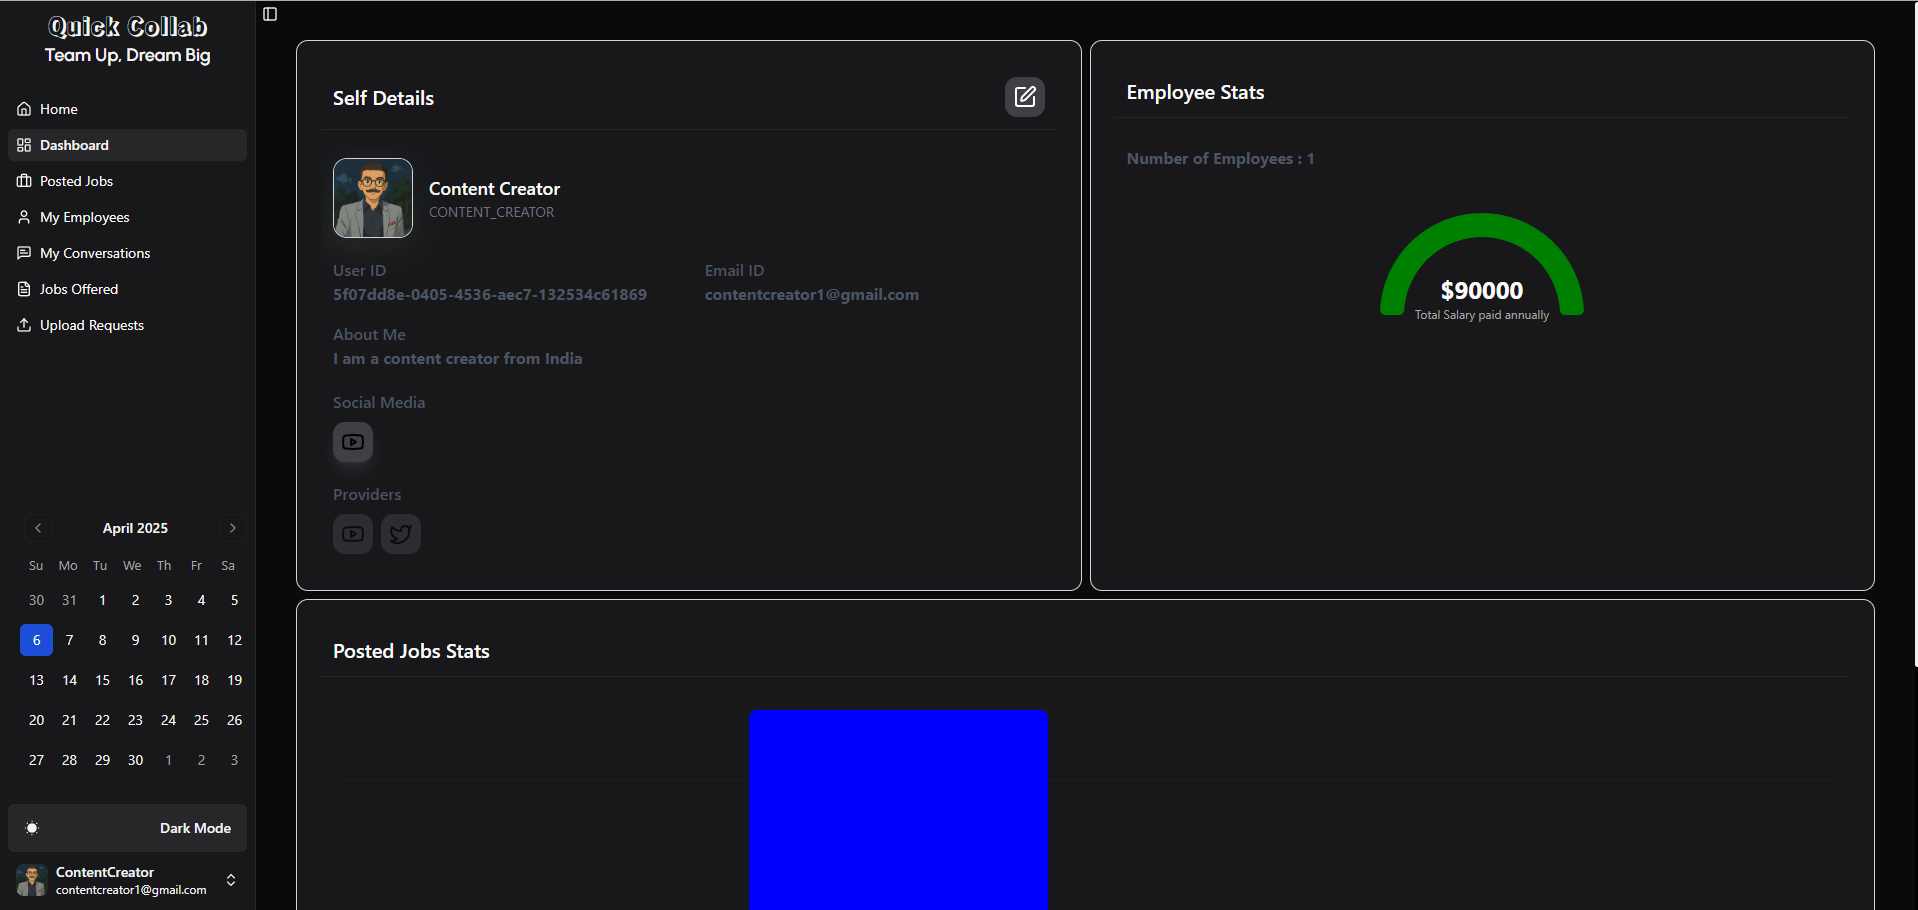 Quick Collab
Team Up, Dream Big
Home
Dashboard
Posted Jobs
My Employees
My Conversations
Jobs Offered
Upload Requests
April 2025
Su Mo Tu We Th Fr Sa
30 31 1 2 3 4 5
6 7 8 9 10 11 12
13 14 15 16 17 18 19
20 21 22 23 24 25 26
27 28 29 30 1 2 3
Dark Mode
ContentCreator
contentcreator1@gmail.com
Self Details
Content Creator
CONTENT_CREATOR
User ID
5f07dd8e-0405-4536-aec7-132534c61869
Email ID
contentcreator1@gmail.com
About Me
I am a content creator from India
Social Media
Providers
Employee Stats
Number of Employees : 1
$90000
Total Salary paid annually
Posted Jobs Stats